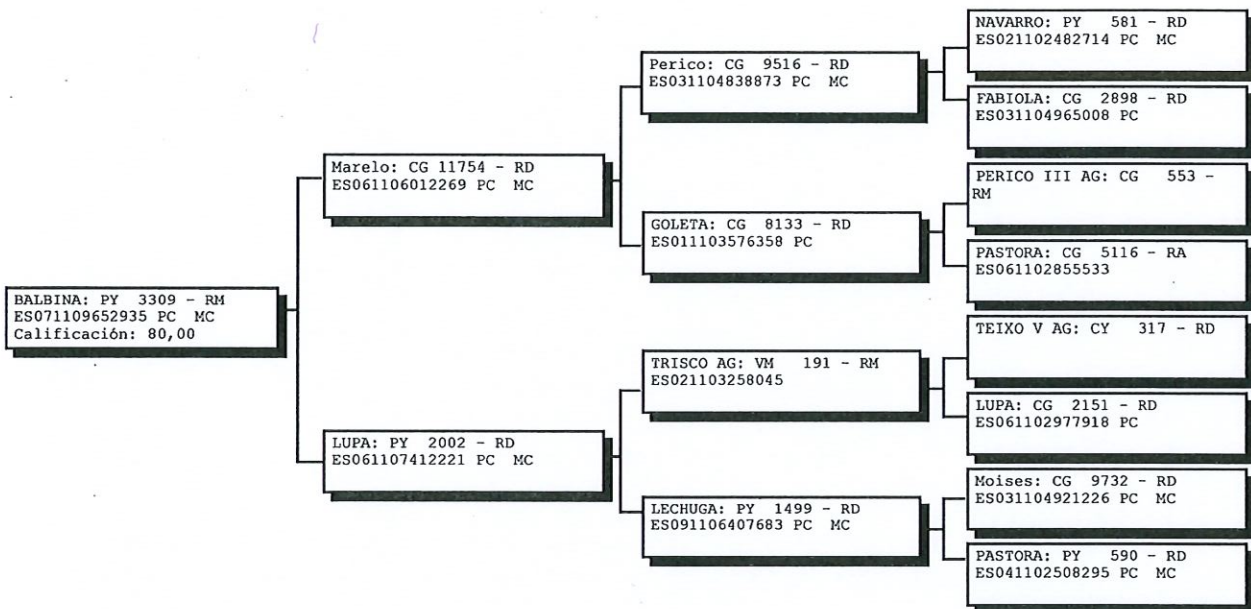 BALBINA: PY 3309 - RM
ES071109652935 PC MC
Calificación: 80,00
Marelo: CG 11754 - RD
ES061106012269 PC MC
LUPA: PY 2002 - RD
ES061107412221 PC MC
Perico: CG 9516 - RD
ES031104838873 PC MC
GOLETA: CG 8133 - RD
ES011103576358 PC
TRISCO AG: VM 191 - RM
ES021103258045
LECHUGA: PY 1499 - RD
ES091106407683 PC MC
NAVARRO: PY 581 - RD
ES021102482714 PC MC
FABIOLA: CG 2898 - RD
ES031104965008 PC
PERICO III AG: CG 553 -
RM
PASTORA: CG 5116 - RA
ES061102855533
TEIXO V AG: CY 317 - RD
LUPA: CG 2151 - RD
ES061102977918 PC
Moises: CG 9732 - RD
ES031104921226 PC MC
PASTORA: PY 590 - RD
ES041102508295 PC MC